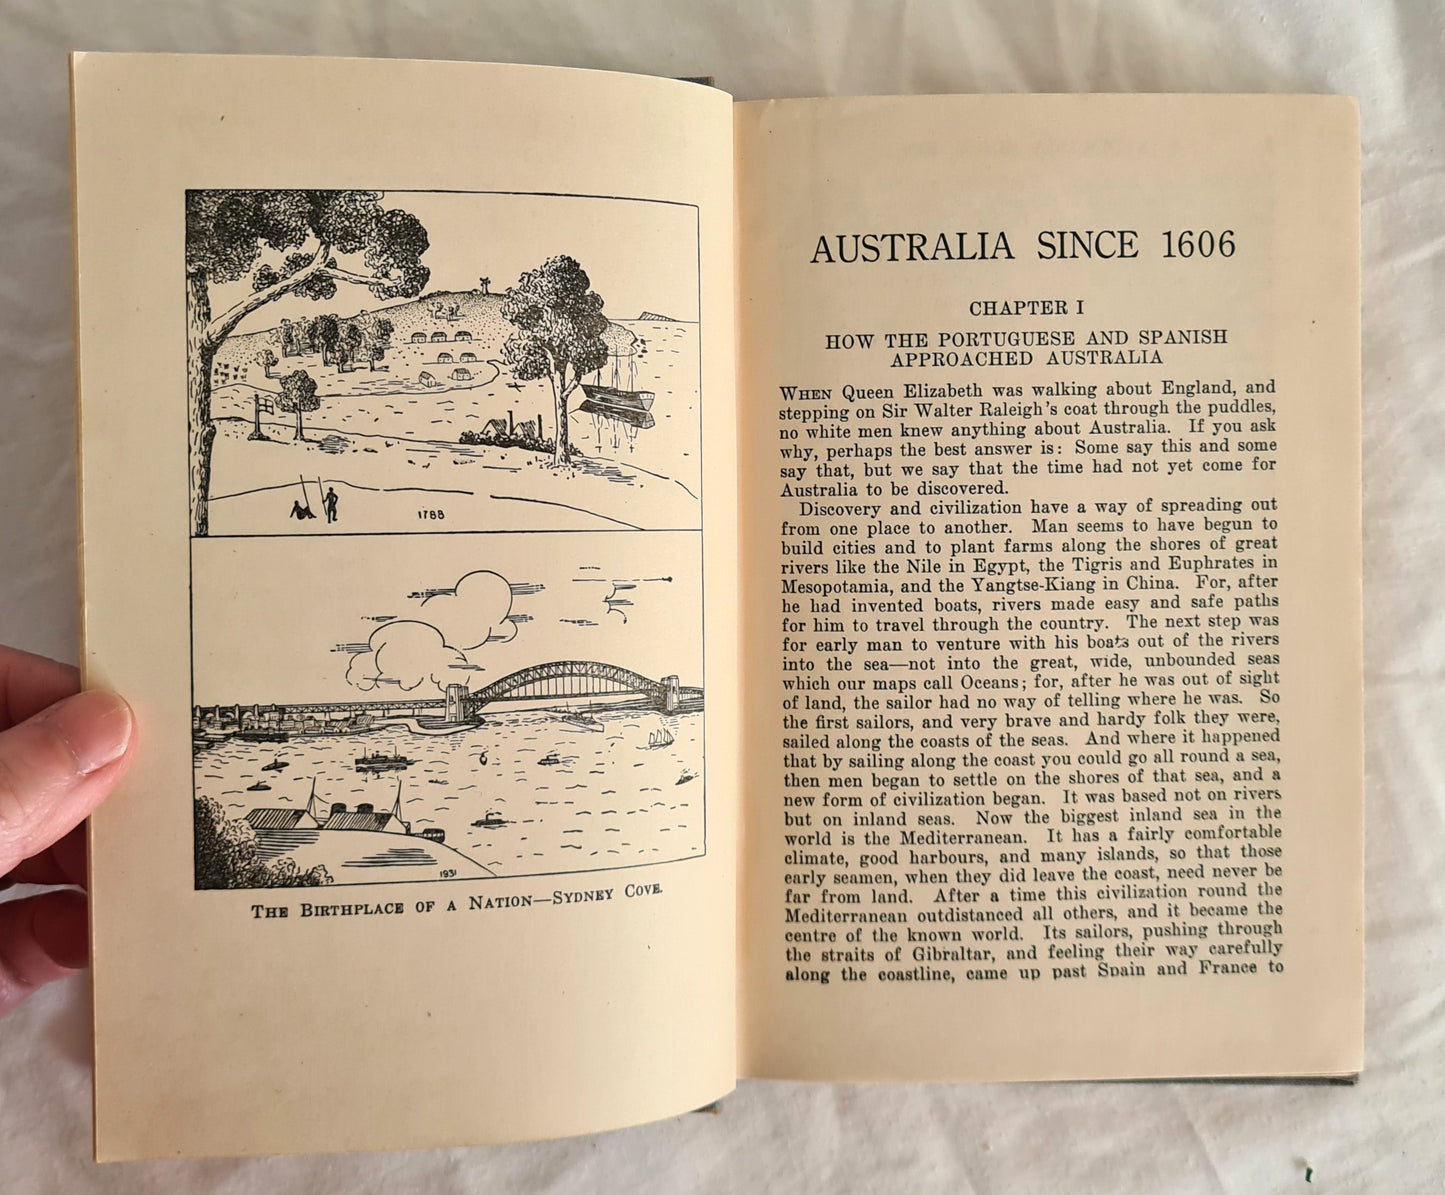 1788
1931
THE BIRTHPLACE OF A NATION—SYDNEY COVE.
AUSTRALIA SINCE 1606
CHAPTER I
HOW THE PORTUGUESE AND SPANISH
APPROACHED AUSTRALIA
WHEN Queen Elizabeth was walking about England, and
stepping on Sir Walter Raleigh's coat through the puddles,
no white men knew anything about Australia. If you ask
why, perhaps the best answer is: Some say this and some
say that, but we say that the time had not yet come for
Australia to be discovered.
Discovery and civilization have a way of spreading out
from one place to another. Man seems to have begun to
build cities and to plant farms along the shores of great
rivers like the Nile in Egypt, the Tigris and Euphrates in
Mesopotamia, and the Yangtse-Kiang in China. For, after
he had invented boats, rivers made easy and safe paths
for him to travel through the country. The next step was
for early man to venture with his boats out of the rivers
into the sea—not into the great, wide, unbounded seas
which our maps call Oceans; for, after he was out of sight
of land, the sailor had no way of telling where he was. So
the first sailors, and very brave and hardy folk they were,
sailed along the coasts of the seas. And where it happened
that by sailing along the coast you could go all round a sea,
then men began to settle on the shores of that sea, and a
new form of civilization began. It was based not on rivers
but on inland seas. Now the biggest inland sea in the
world is the Mediterranean. It has a fairly comfortable
climate, good harbours, and many islands, so that those
early seamen, when they did leave the coast, need never be
far from land. After a time this civilization round the
Mediterranean outdistanced all others, and it became the
centre of the known world. Its sailors, pushing through
the straits of Gibraltar, and feeling their way carefully
along the coastline, came up past Spain and France to